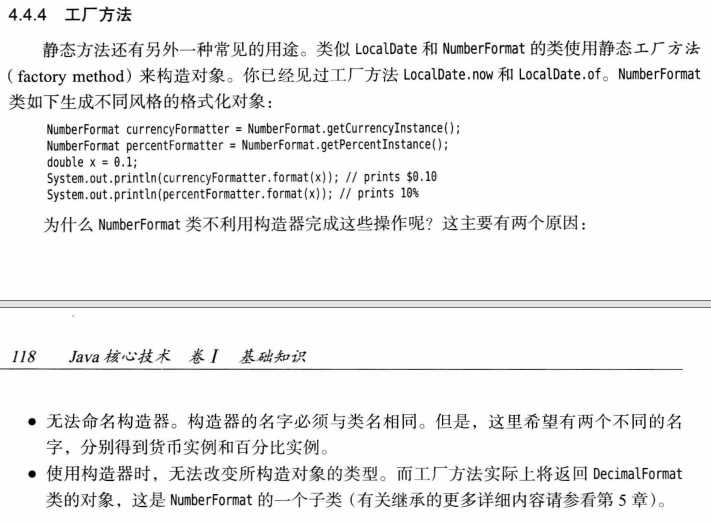 4.4.4 工厂方法
静态方法还有另外一种常见的用途。类似 LocalDate 和 NumberFormat 的类使用静态工厂方法
（factory method）来构造对象。你已经见过工厂方法 LocalDate.now 和 LocalDate.of。NumberFormat
类如下生成不同风格的格式化对象：
NumberFormat currencyFormatter = NumberFormat.getCurrencyInstance();
NumberFormat percentFormatter = NumberFormat.getPercentInstance();
double x = 0.1;
System.out.println(currencyFormatter.format(x)); // prints $0.10
System.out.println(percentFormatter.format(x)); // prints 10%
为什么 NumberFormat 类不利用构造器完成这些操作呢？这主要有两个原因：
118 Java 核心技术 卷 I 基础知识
● 无法命名构造器。构造器的名字必须与类名相同。但是，这里希望有两个不同的名
字，分别得到货币实例和百分比实例。
● 使用构造器时，无法改变所构造对象的类型。而工厂方法实际上将返回 DecimalFormat
类的对象，这是 NumberFormat 的一个子类（有关继承的更多详细内容请参看第 5 章）。